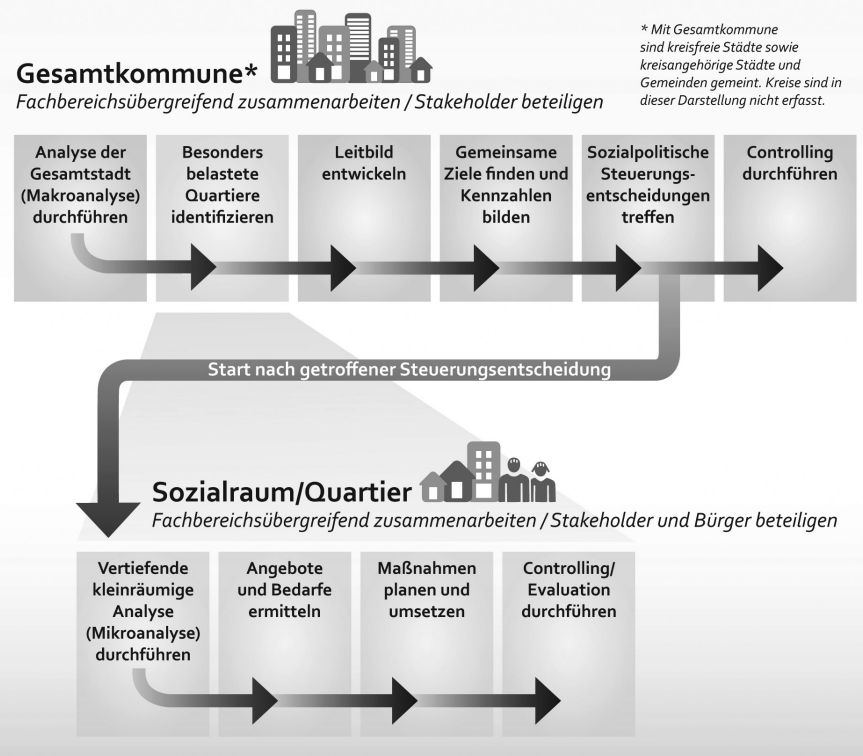 Gesamtkommune*
Fachbereichsübergreifend zusammenarbeiten / Stakeholder beteiligen
* Mit Gesamtkommune
sind kreisfreie Städte sowie
kreisangehörige Städte und
Gemeinden gemeint. Kreise sind in
dieser Darstellung nicht erfasst.
Analyse der
Gesamtstadt
(Makroanalyse)
durchführen
Besonders
belastete
Quartiere
identifizieren
Leitbild
entwickeln
Gemeinsame
Ziele finden und
Kennzahlen
bilden
Sozialpolitische
Steuerungs-
entscheidungen
treffen
Controlling
durchführen
Start nach getroffener Steuerungsentscheidung
Sozialraum/Quartier
Fachbereichsübergreifend zusammenarbeiten / Stakeholder und Bürger beteiligen
Vertiefende
kleinräumige
Analyse
(Mikroanalyse)
durchführen
Angebote
und Bedarfe
ermitteln
Maßnahmen
planen und
umsetzen
Controlling/
Evaluation
durchführen